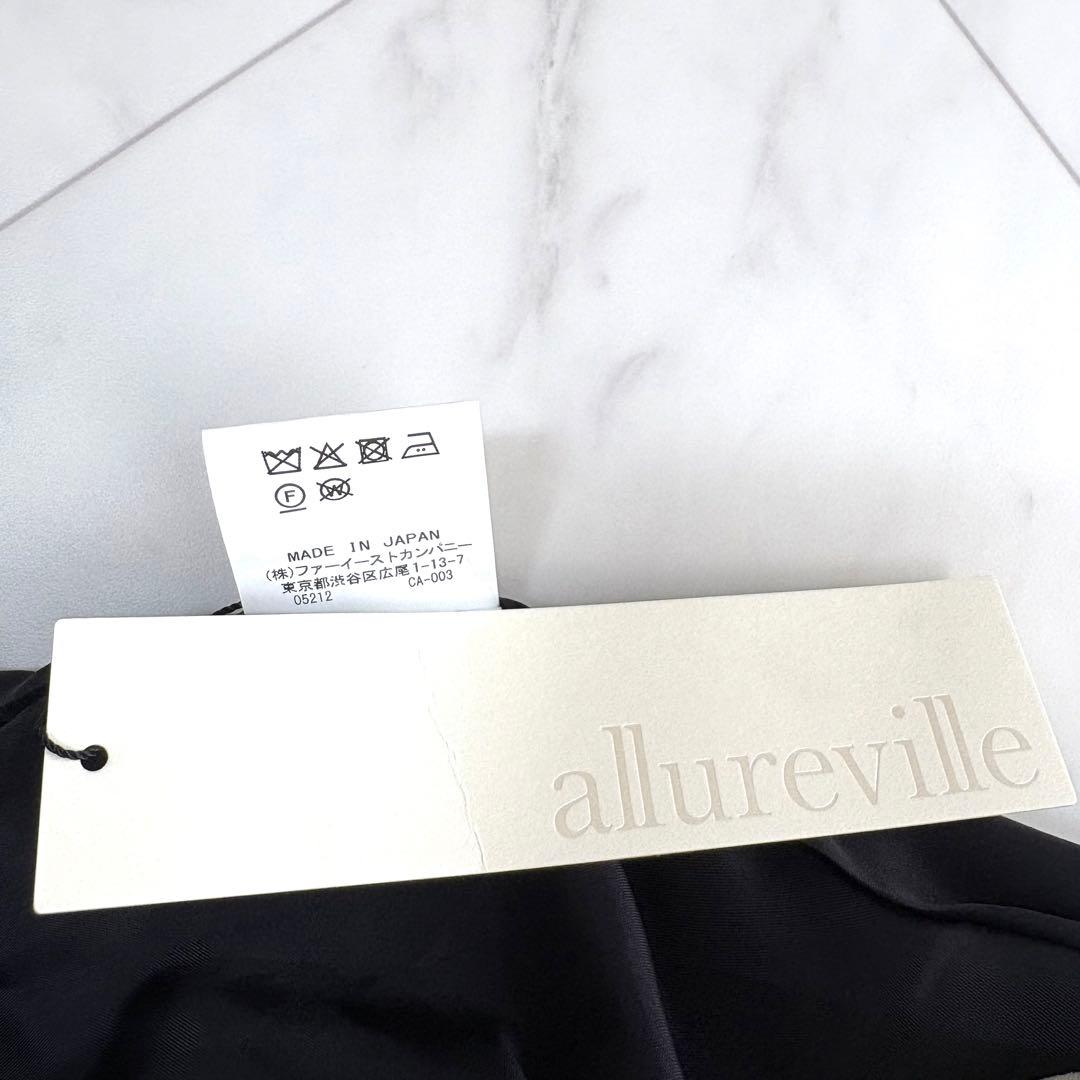 F
W
MADE IN JAPAN
(株)ファーイーストカンパニー
東京都渋谷区広尾1-13-7
05212 CA-003
allureville